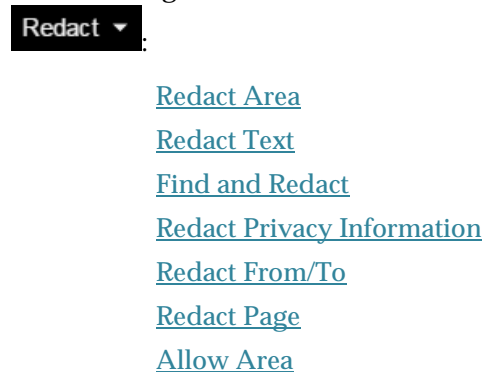 Redact
:
Redact Area
Redact Text
Find and Redact
Redact Privacy Information
Redact From/To
Redact Page
Allow Area